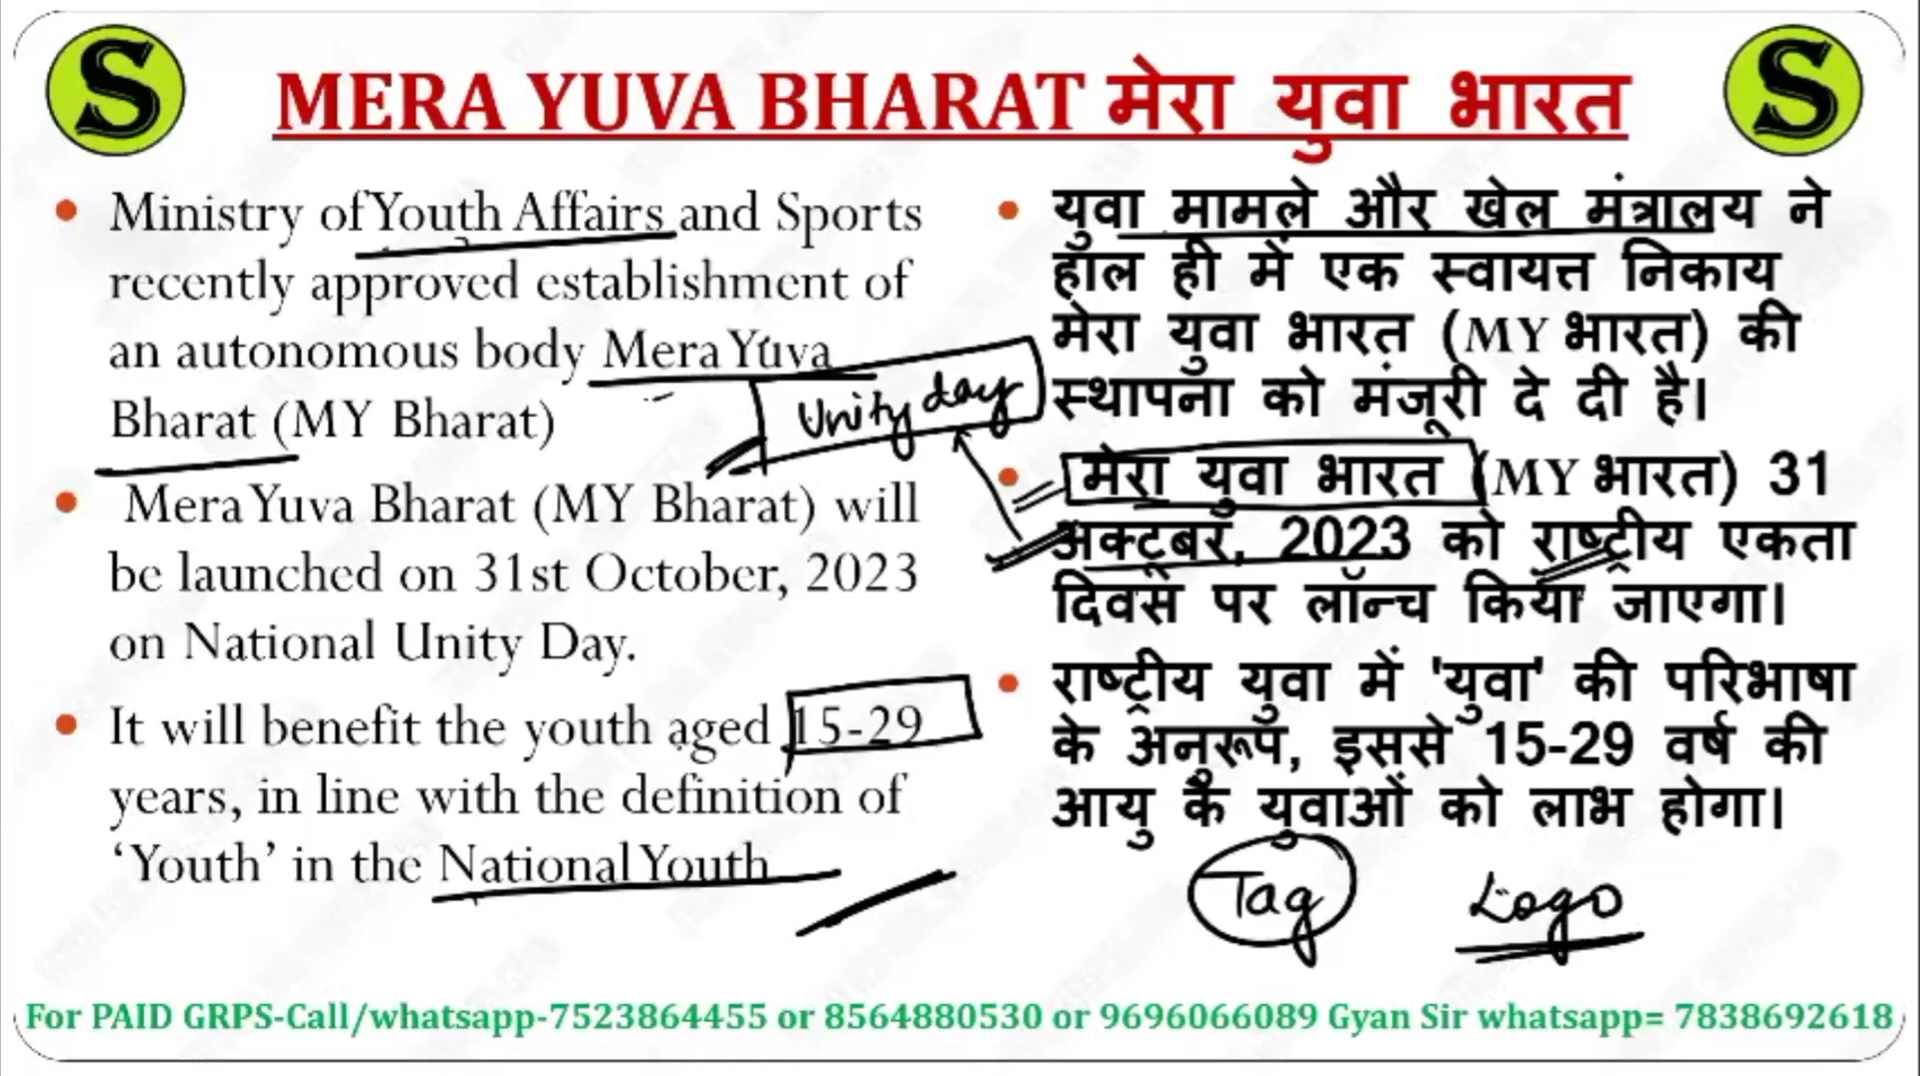 S
MERA YUVA BHARAT मेरा युवा भारत
S
Ministry of Youth Affairs and Sports
recently approved establishment of
an autonomous body Mera Yuva
Bharat (MY Bharat)
Mera Yuva Bharat (MY Bharat) will
be launched on 31st October, 2023
on National Unity Day.
It will benefit the youth aged 15-29
years, in line with the definition of
‘Youth’ in the National Youth
Unity day
युवा मामले और खेल मंत्रालय ने
हाल ही में एक स्वायत्त निकाय
मेरा युवा भारत (MY भारत) की
स्थापना को मंजूरी दे दी है।
मेरा युवा भारत (MY भारत) 31
अक्टूबर, 2023 को राष्ट्रीय एकता
दिवस पर लॉन्च किया जाएगा।
राष्ट्रीय युवा में 'युवा' की परिभाषा
के अनुरूप, इससे 15-29 वर्ष की
आयु के युवाओं को लाभ होगा।
Tag
Logo
For PAID GRPS-Call/whatsapp-7523864455 or 8564880530 or 9696066089 Gyan Sir whatsapp= 7838692618